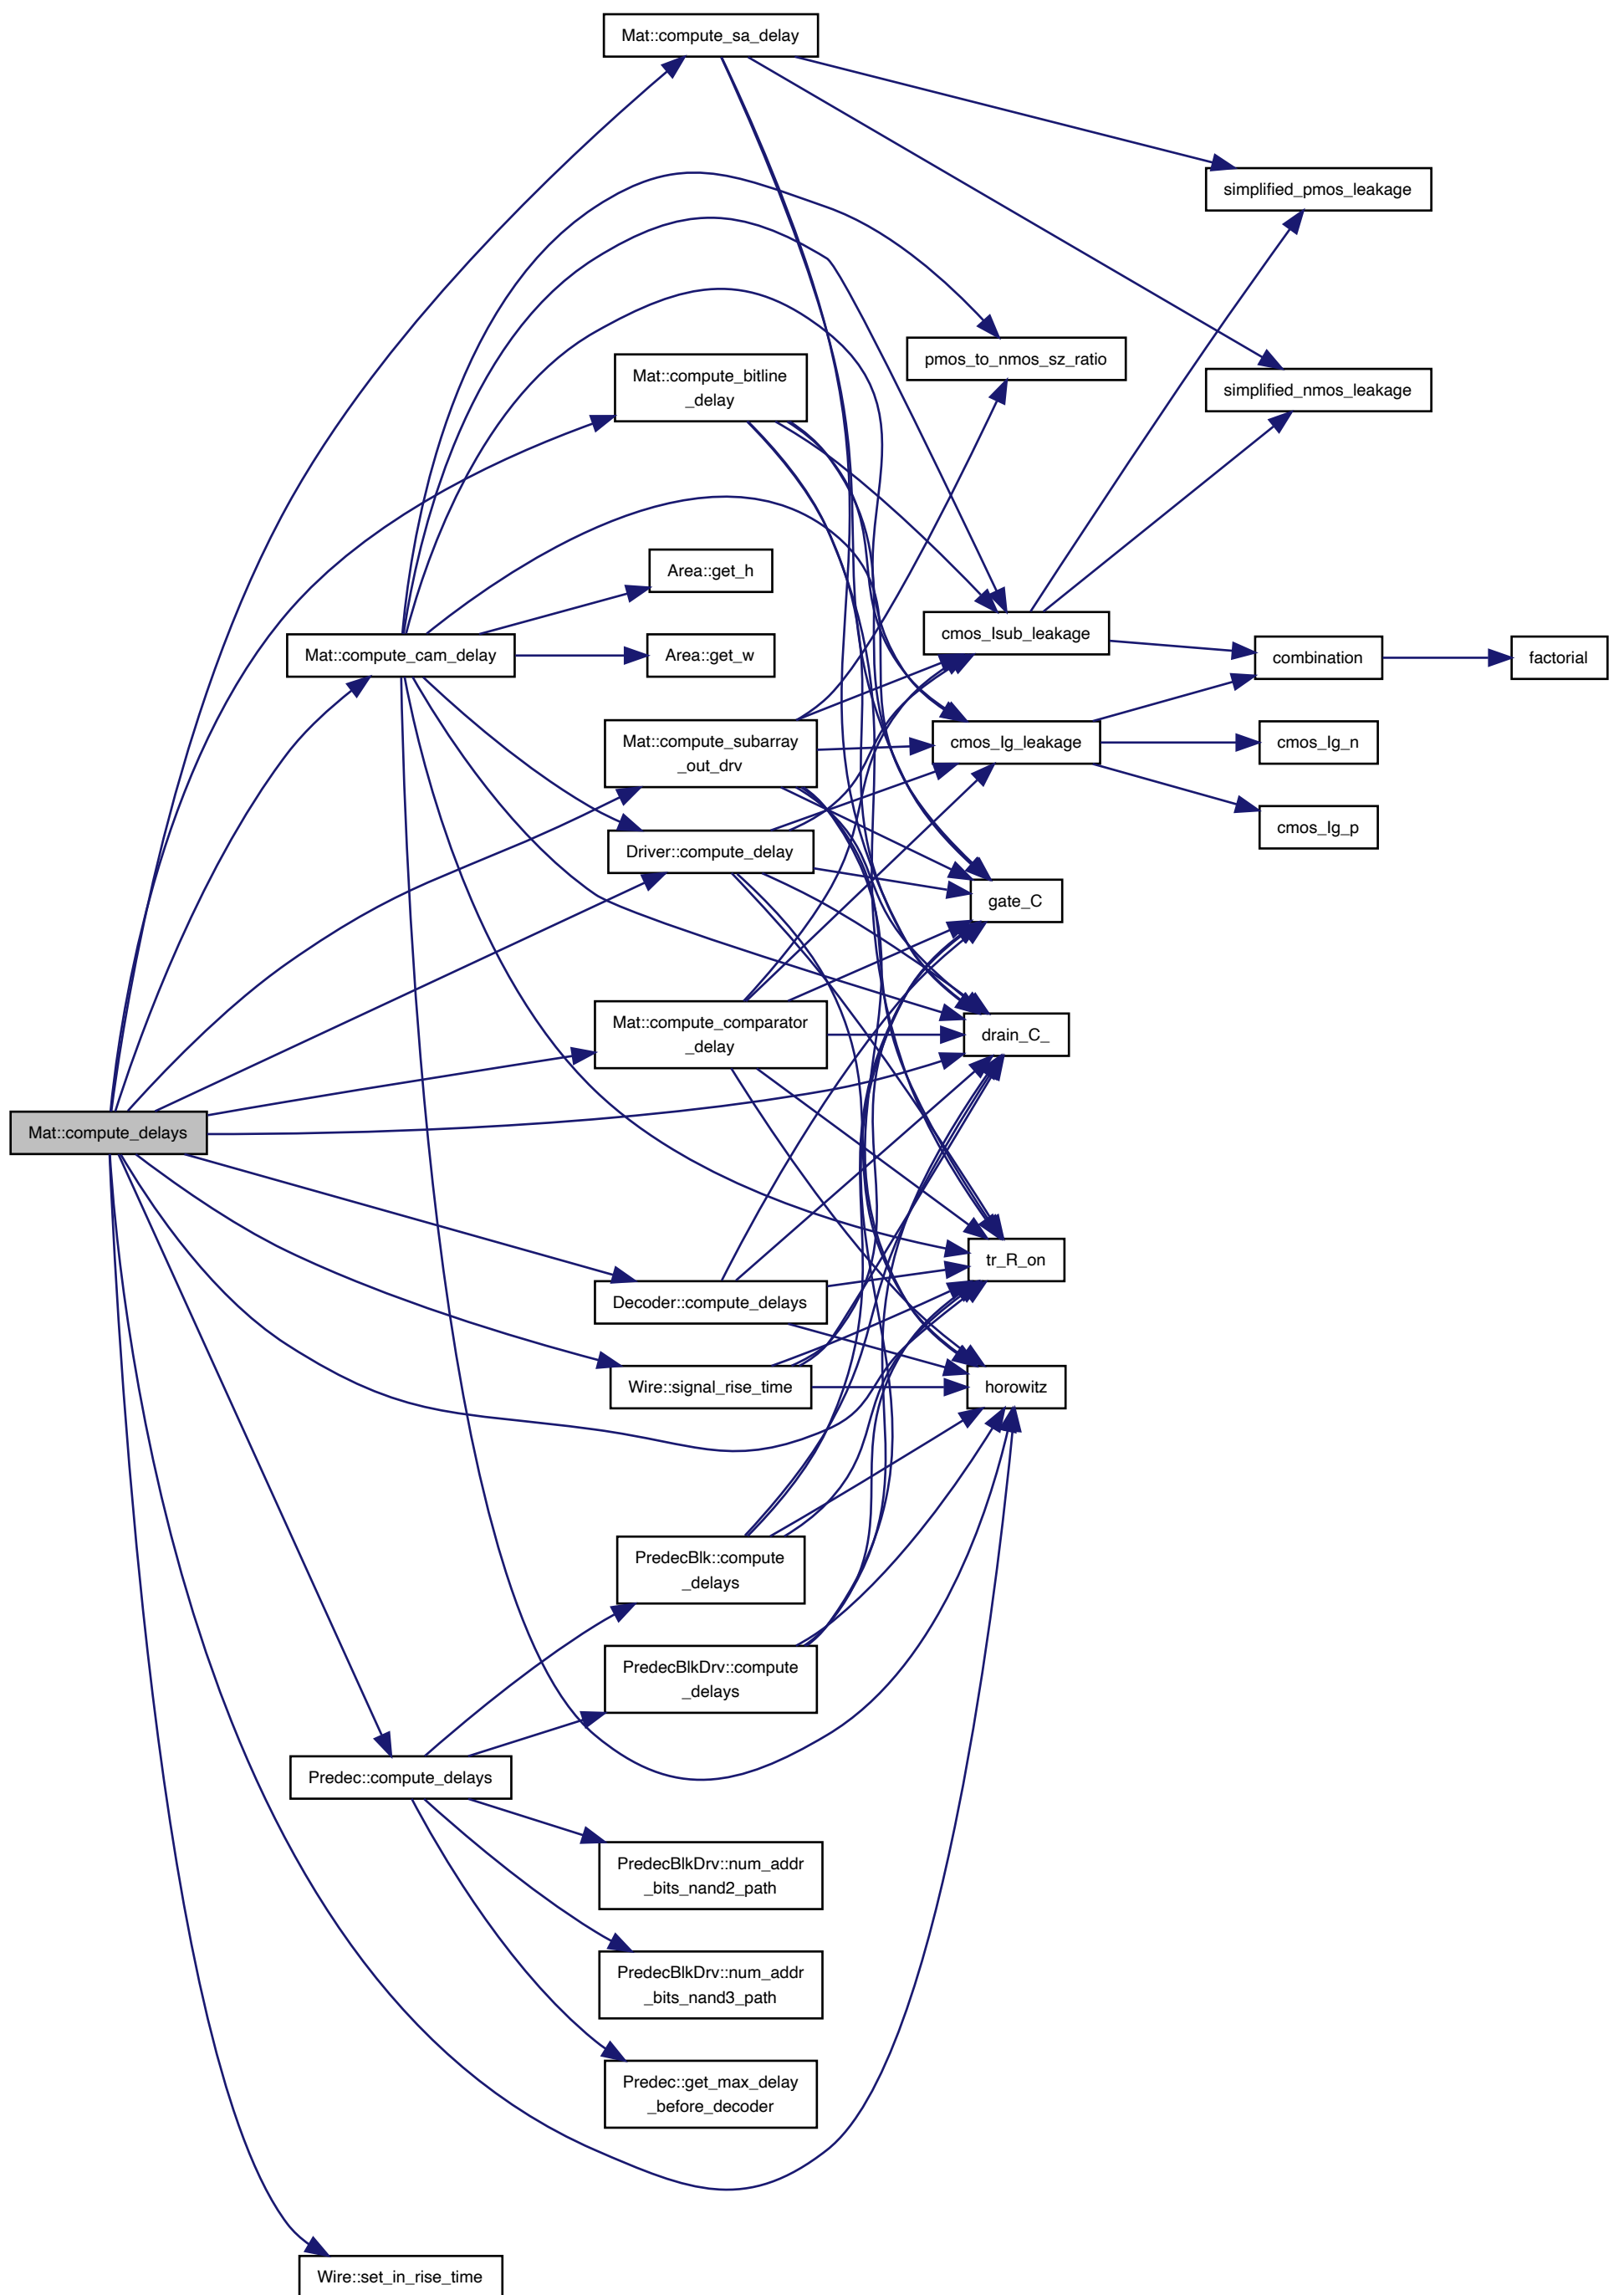 Mat::compute_sa_delay
simplified_pmos_leakage
pmos_to_nmos_sz_ratio
Mat::compute_bitline
_delay
simplified_nmos_leakage
Area::get_h
cmos_Isub_leakage
Mat::compute_cam_delay
Area::get_w
combination
factorial
Mat::compute_subarray
_out_drv
cmos_Ig_leakage
cmos_Ig_n
cmos_Ig_p
Driver::compute_delay
gate_C
Mat::compute_comparator
_delay
drain_C_
Mat::compute_delays
tr_R_on
Decoder::compute_delays
Wire::signal_rise_time
horowitz
PredecBlk::compute
_delays
PredecBlkDrv::compute
_delays
Predec::compute_delays
PredecBlkDrv::num_addr
_bits_nand2_path
PredecBlkDrv::num_addr
_bits_nand3_path
Predec::get_max_delay
_before_decoder
Wire::set_in_rise_time